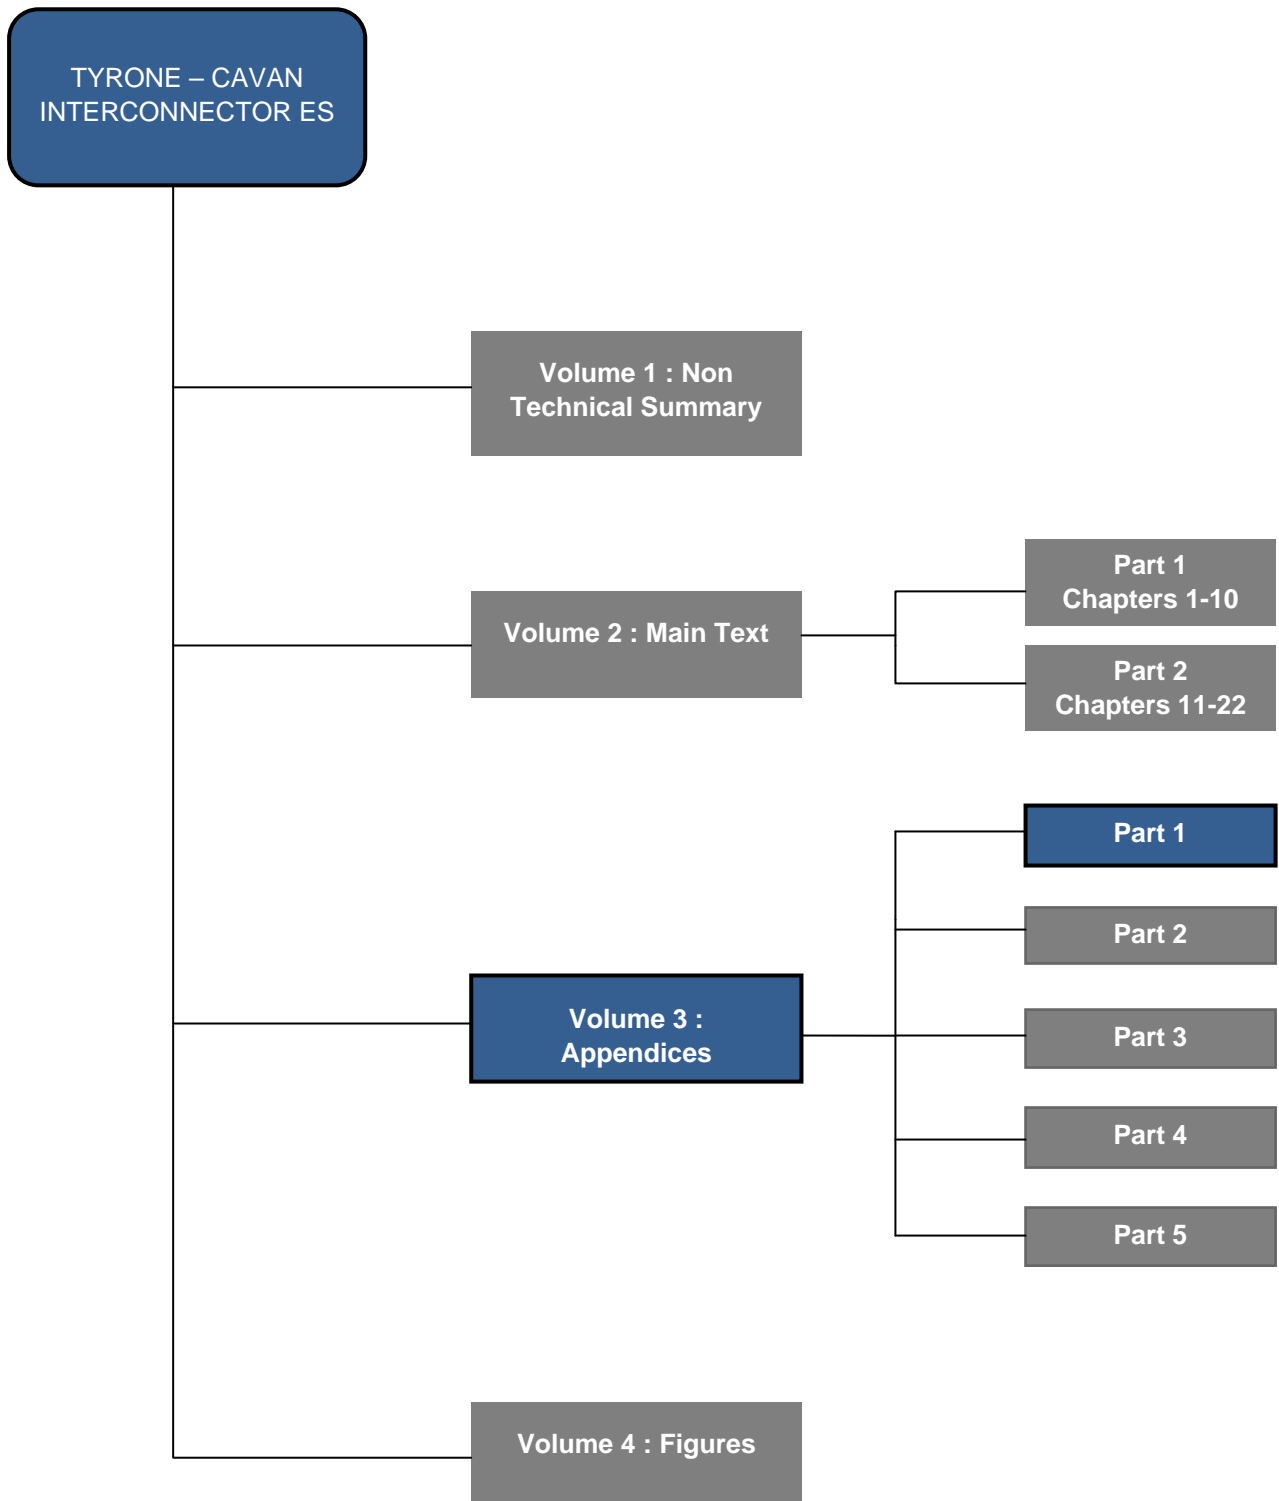 TYRONE – CAVAN
INTERCONNECTOR ES
Volume 1 : Non
Technical Summary
Volume 2 : Main Text
Part 1
Chapters 1-10
Part 2
Chapters 11-22
Volume 3 :
Appendices
Part 1
Part 2
Part 3
Part 4
Part 5
Volume 4 : Figures